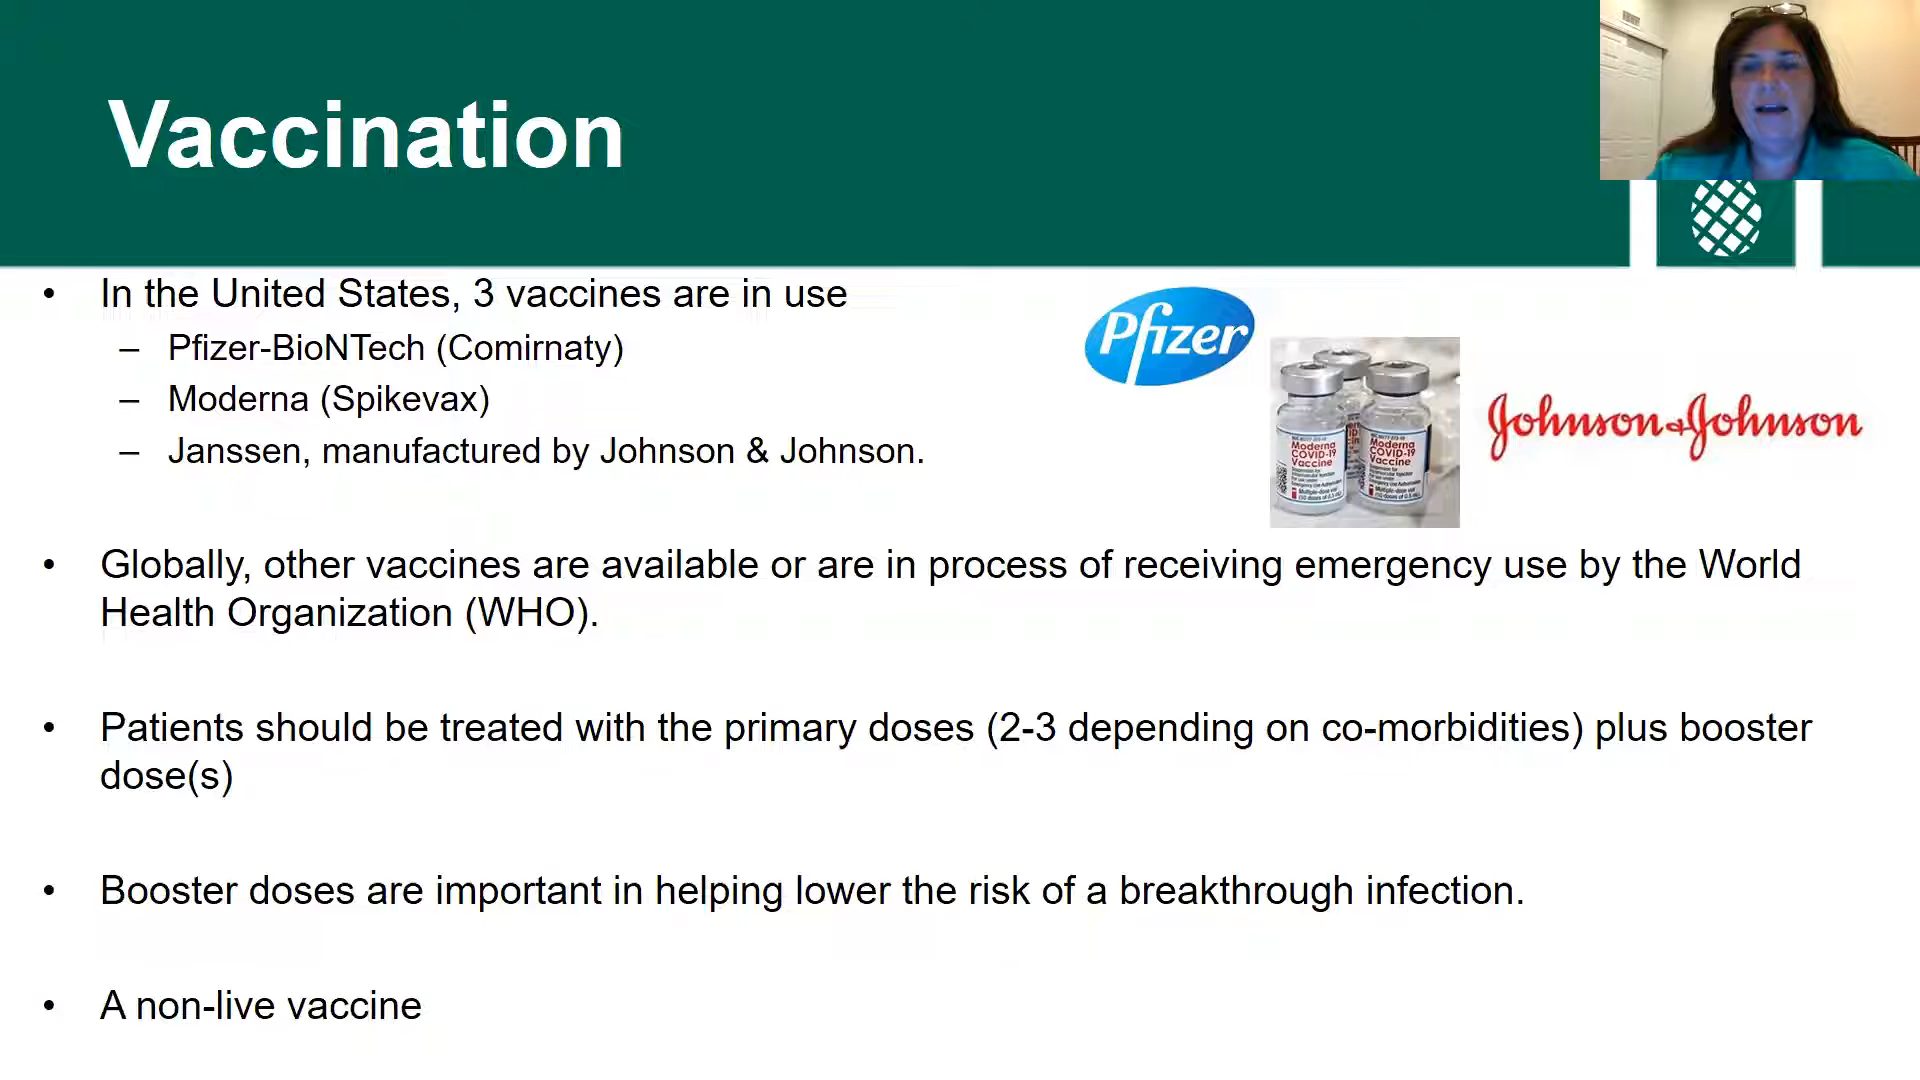 Vaccination
• In the United States, 3 vaccines are in use
– Pfizer-BioNTech (Comirnaty)
– Moderna (Spikevax)
– Janssen, manufactured by Johnson & Johnson.
Pfizer
Moderna
COVID-19
Vaccine
Moderna
COVID-19
Vaccine
Johnson & Johnson
• Globally, other vaccines are available or are in process of receiving emergency use by the World
Health Organization (WHO).
• Patients should be treated with the primary doses (2-3 depending on co-morbidities) plus booster
dose(s)
• Booster doses are important in helping lower the risk of a breakthrough infection.
• A non-live vaccine